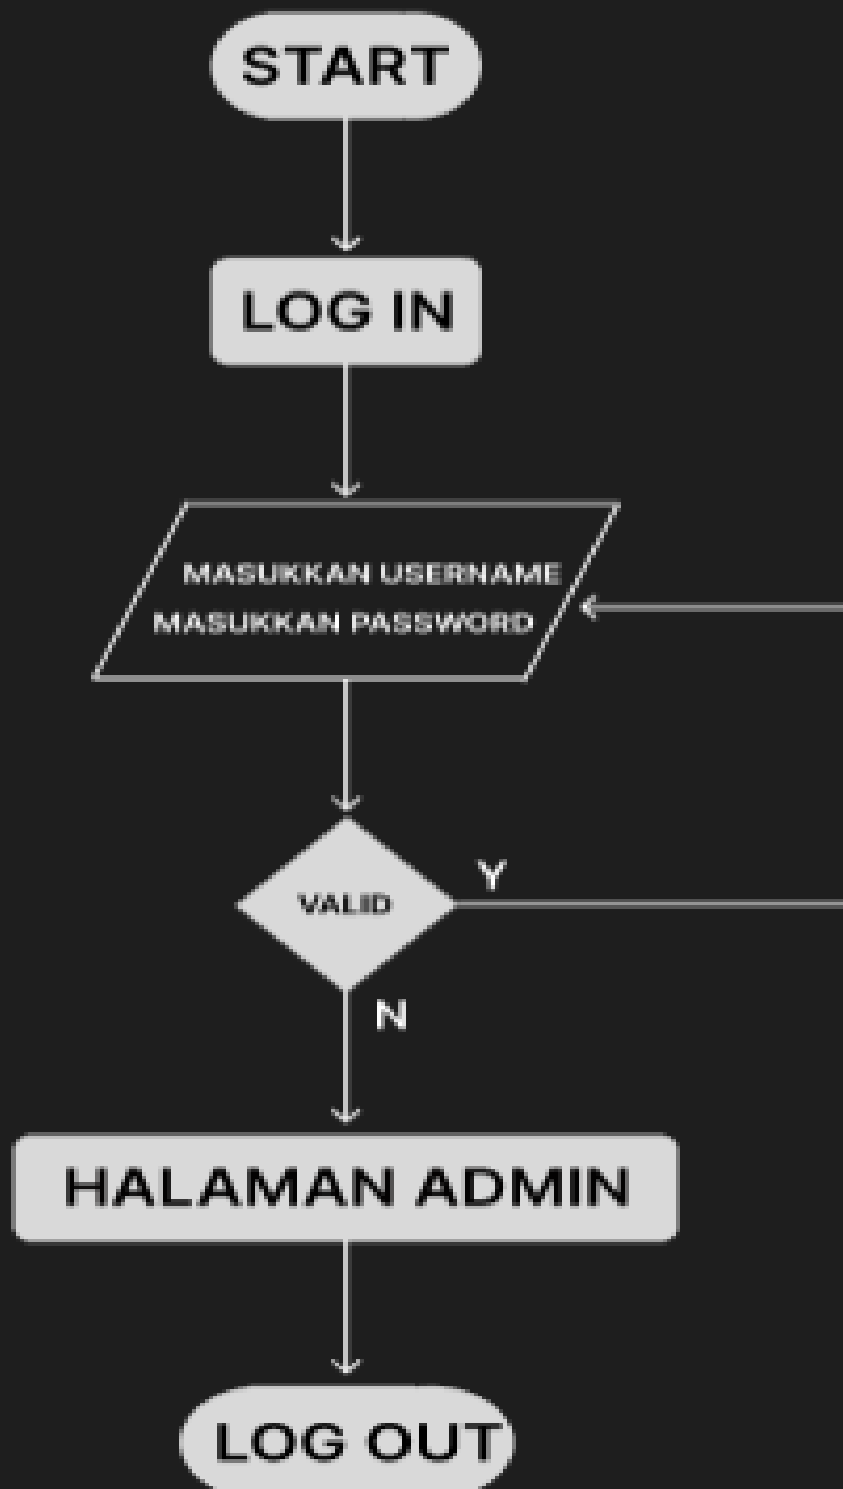 START
LOG IN
MASUKKAN USERNAME
MASUKKAN PASSWORD
VALID
Y
N
HALAMAN ADMIN
LOG OUT